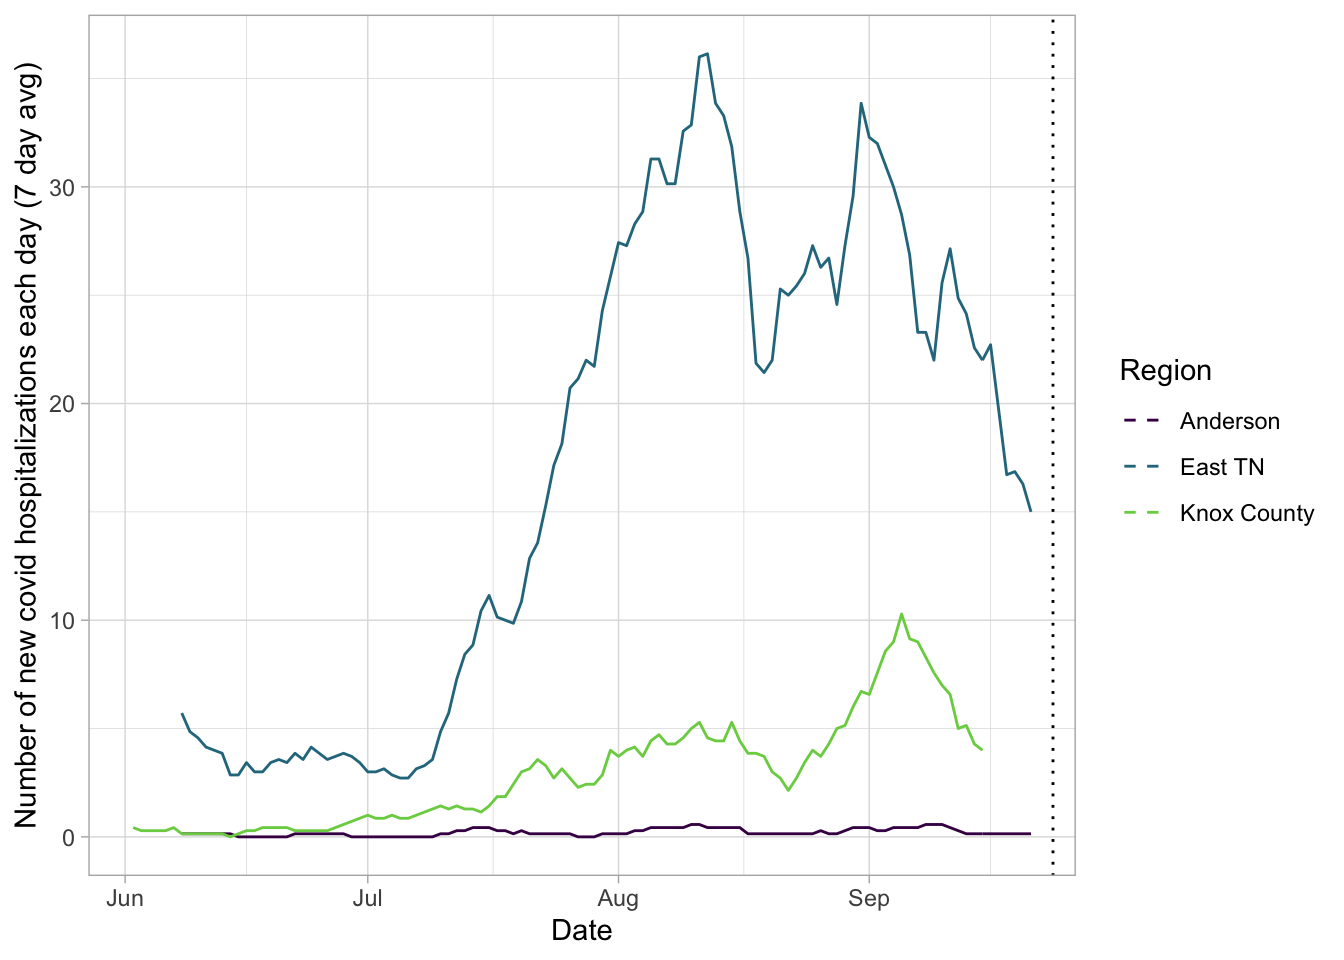 Number of new covid hospitalizations each day (7 day avg)
30
20
10
0
Jun Jul Aug Sep
Date
Region
Anderson
East TN
Knox County